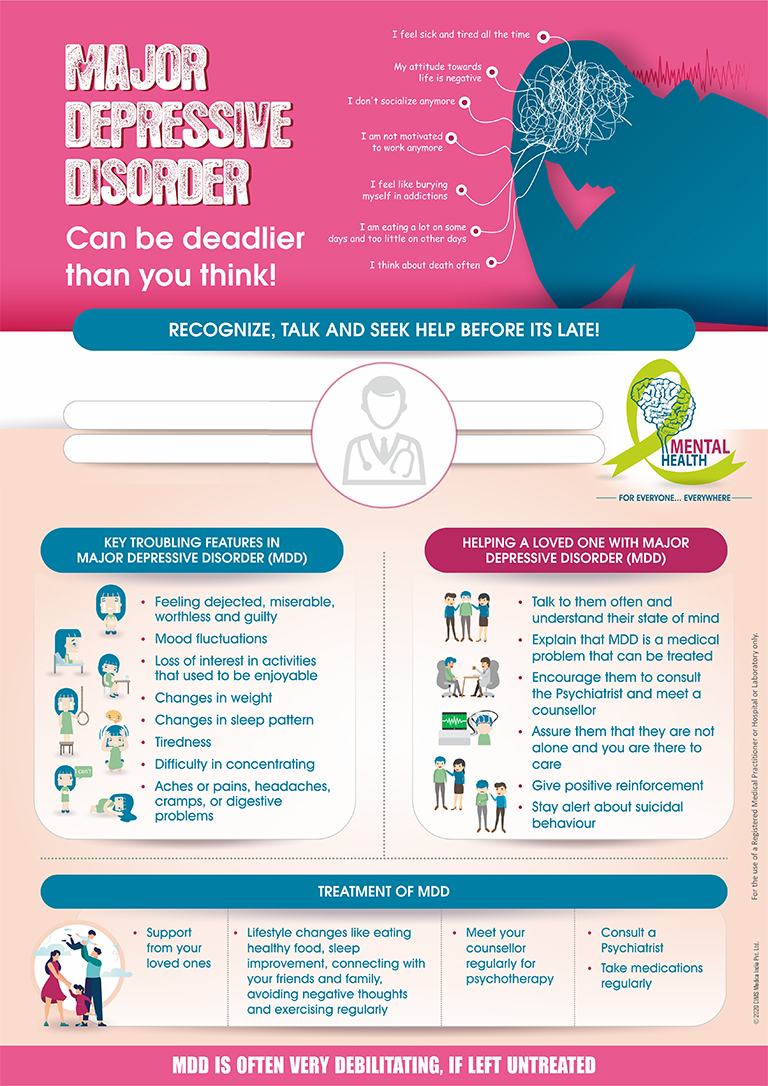 MAJOR
DEPRESSIVE
DISORDER
Can be deadlier
than you think!
I feel sick and tired all the time
My attitude towards
life is negative
I don't socialize anymore
I am not motivated
to work anymore
I feel like burying
myself in addictions
I am eating a lot on some
days and too little on other days
I think about death often
RECOGNIZE, TALK AND SEEK HELP BEFORE ITS LATE!
MENTAL
HEALTH
FOR EVERYONE... EVERYWHERE
KEY TROUBLING FEATURES IN
MAJOR DEPRESSIVE DISORDER (MDD)
• Feeling dejected, miserable,
worthless and guilty
• Mood fluctuations
• Loss of interest in activities
that used to be enjoyable
• Changes in weight
• Changes in sleep pattern
• Tiredness
• Difficulty in concentrating
• Aches or pains, headaches,
cramps, or digestive
problems
I can't
HELPING A LOVED ONE WITH MAJOR
DEPRESSIVE DISORDER (MDD)
• Talk to them often and
understand their state of mind
• Explain that MDD is a medical
problem that can be treated
• Encourage them to consult
the Psychiatrist and meet a
counsellor
• Assure them that they are not
alone and you are there to
care
• Give positive reinforcement
• Stay alert about suicidal
behaviour
TREATMENT OF MDD
• Support
from your
loved ones
• Lifestyle changes like eating
healthy food, sleep
improvement, connecting with
your friends and family,
avoiding negative thoughts
and exercising regularly
• Meet your
counsellor
regularly for
psychotherapy
• Consult a
Psychiatrist
• Take medications
regularly
For the use of a Registered Medical Practitioner or Hospital or Laboratory only.
© 2020 Medica India Pvt. Ltd.
MDD IS OFTEN VERY DEBILITATING, IF LEFT UNTREATED